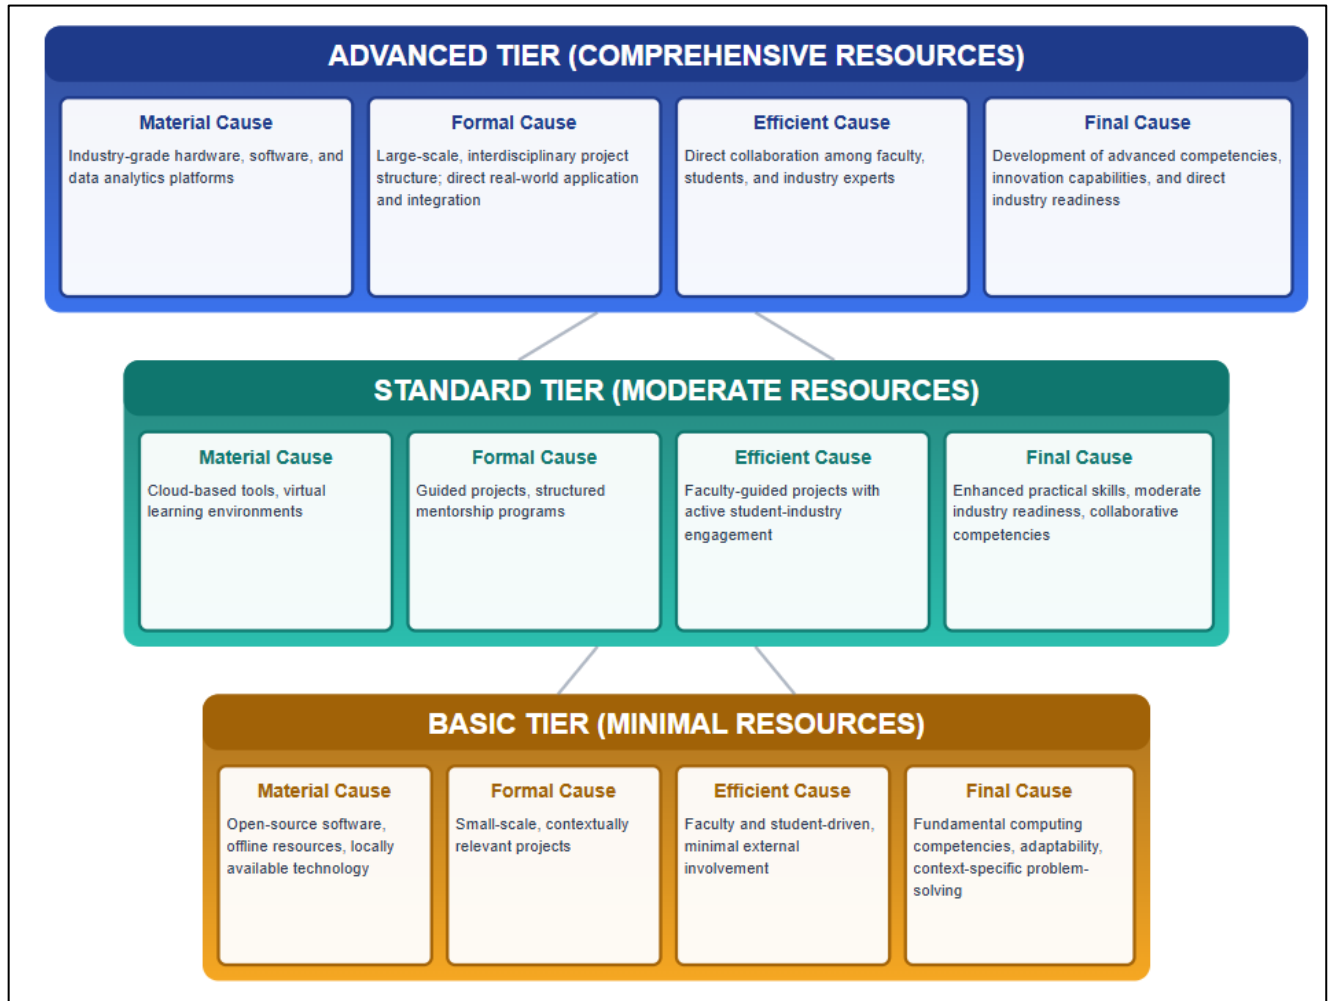 ADVANCED TIER (COMPREHENSIVE RESOURCES)
Material Cause
Industry-grade hardware, software, and
data analytics platforms
Formal Cause
Large-scale, interdisciplinary project
structure; direct real-world application
and integration
Efficient Cause
Direct collaboration among faculty,
students, and industry experts
Final Cause
Development of advanced competencies,
innovation capabilities, and direct
industry readiness
STANDARD TIER (MODERATE RESOURCES)
Material Cause
Cloud-based tools, virtual
learning environments
Formal Cause
Guided projects, structured
mentorship programs
Efficient Cause
Faculty-guided projects with
active student-industry
engagement
Final Cause
Enhanced practical skills, moderate
industry readiness, collaborative
competencies
BASIC TIER (MINIMAL RESOURCES)
Material Cause
Open-source software,
offline resources, locally
available technology
Formal Cause
Small-scale, contextually
relevant projects
Efficient Cause
Faculty and student-driven,
minimal external
involvement
Final Cause
Fundamental computing
competencies, adaptability,
context-specific problem-
solving